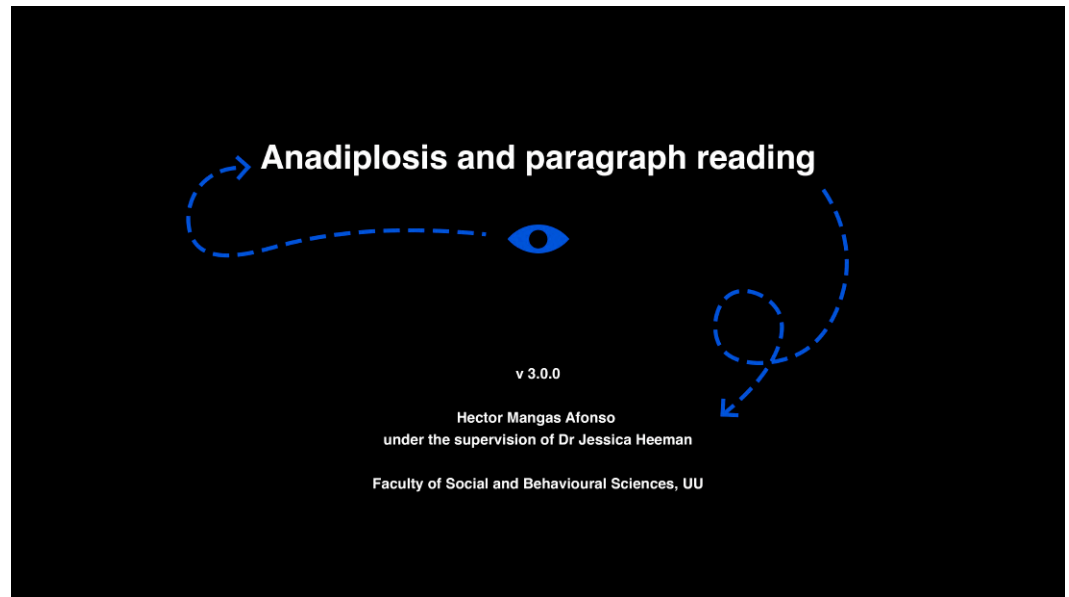 Anadiplosis and paragraph reading
v 3.0.0
Hector Mangas Afonso
under the supervision of Dr Jessica Heeman
Faculty of Social and Behavioural Sciences, UU